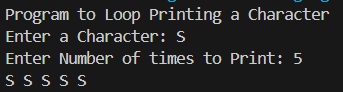 Program to Loop Printing a Character
Enter a Character: S
Enter Number of times to Print: 5
S S S S S